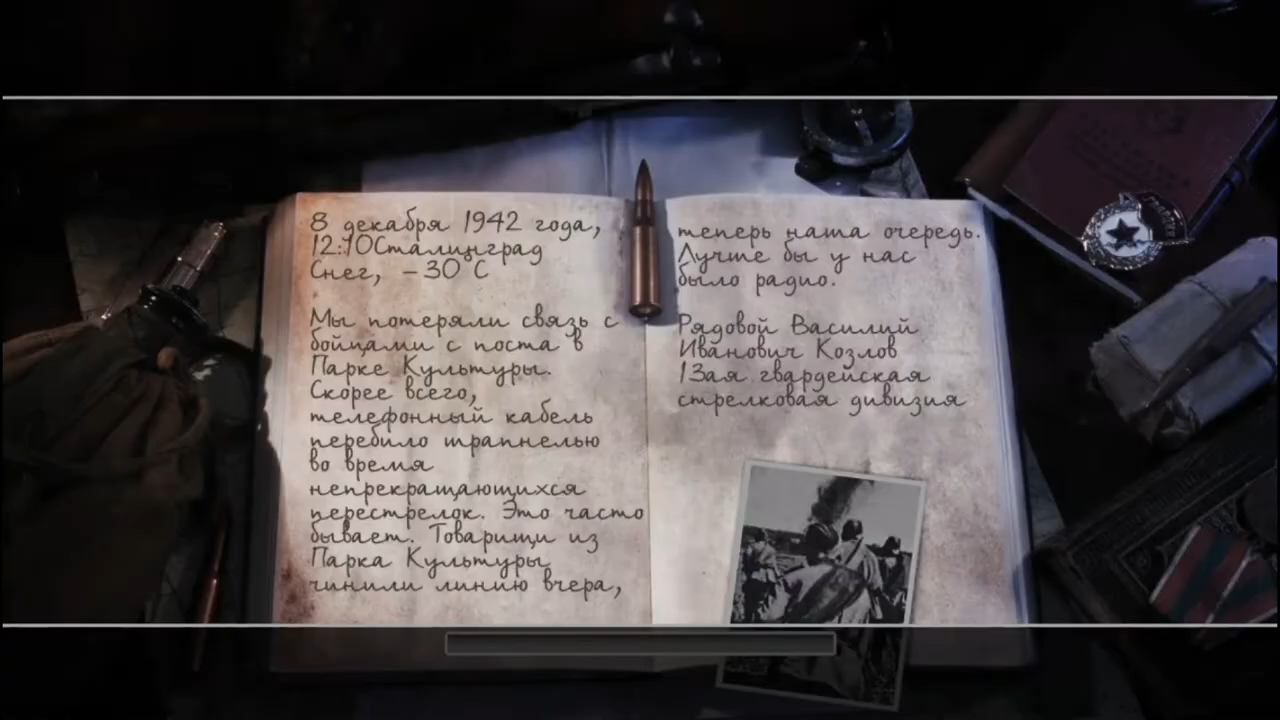 8 декабря 1942 года,
12:10Сталинград
Снег, -30 С
Мы потеряли связь с
бойцами с поста в
Парке Культуры.
Скорее всего,
телефонный кабель
перебило шрапнелью
во время
непрекращающихся
перестрелок. Это часто
бывает. Товарищи из
Парка Культуры
чинили линию вчера,
теперь наша очередь.
Лучше бы у нас
было радио.
Рядовой Василий
Иванович Козлов
13ая гвардейская
стрелковая дивизия